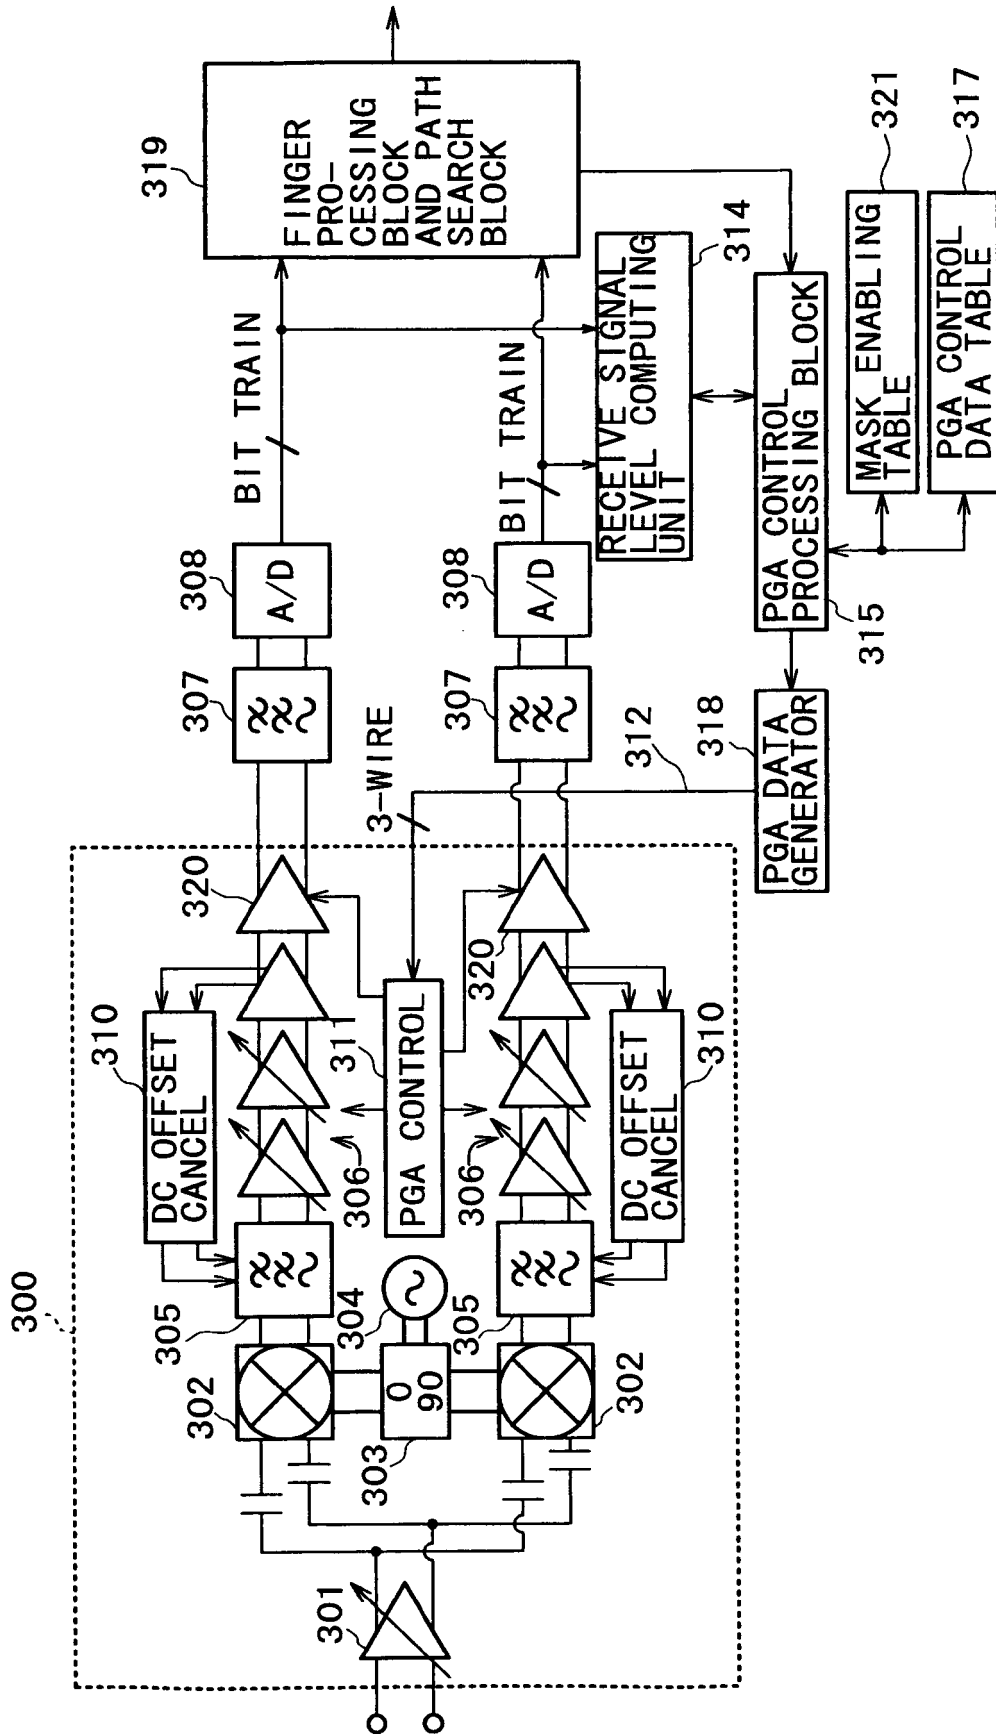 300
301
302
303
0
90
304
302
305
305
DC OFFSET
CANCEL
310
306
PGA CONTROL
311
306
DC OFFSET
CANCEL
310
320
320
3-WIRE
312
307
307
308
A/D
308
A/D
BIT TRAIN
BIT TRAIN
319
FINGER
PRO-
CESSING
BLOCK
AND PATH
SEARCH
BLOCK
RECEIVE SIGNAL
LEVEL COMPUTING
UNIT
314
PGA DATA
GENERATOR
318
PGA CONTROL
PROCESSING BLOCK
315
MASK ENABLING
TABLE
321
PGA CONTROL
DATA TABLE
317